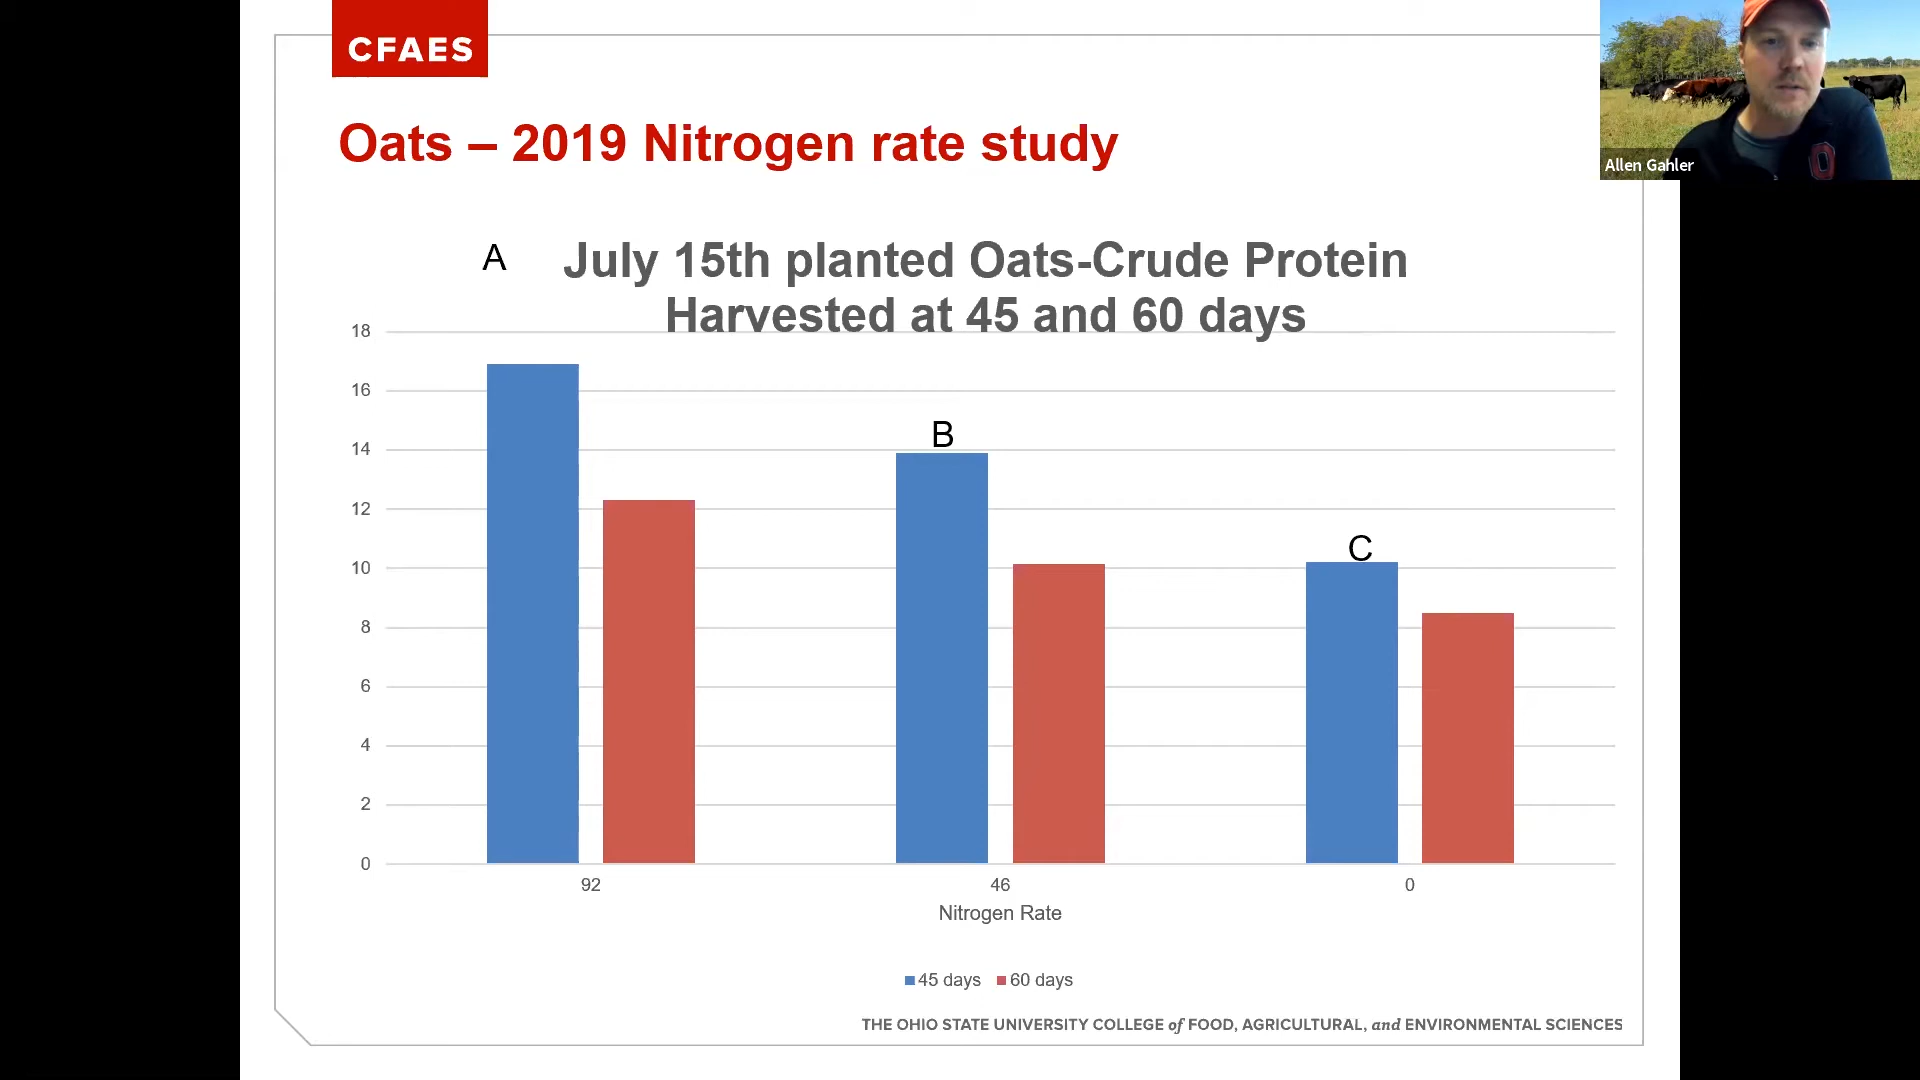 CFAES
Allen Gahler
Oats – 2019 Nitrogen rate study
A
July 15th planted Oats-Crude Protein
Harvested at 45 and 60 days
18
16
14
12
10
8
6
4
2
0
B
C
92
46
0
Nitrogen Rate
45 days
60 days
THE OHIO STATE UNIVERSITY COLLEGE of FOOD, AGRICULTURAL, and ENVIRONMENTAL SCIENCES